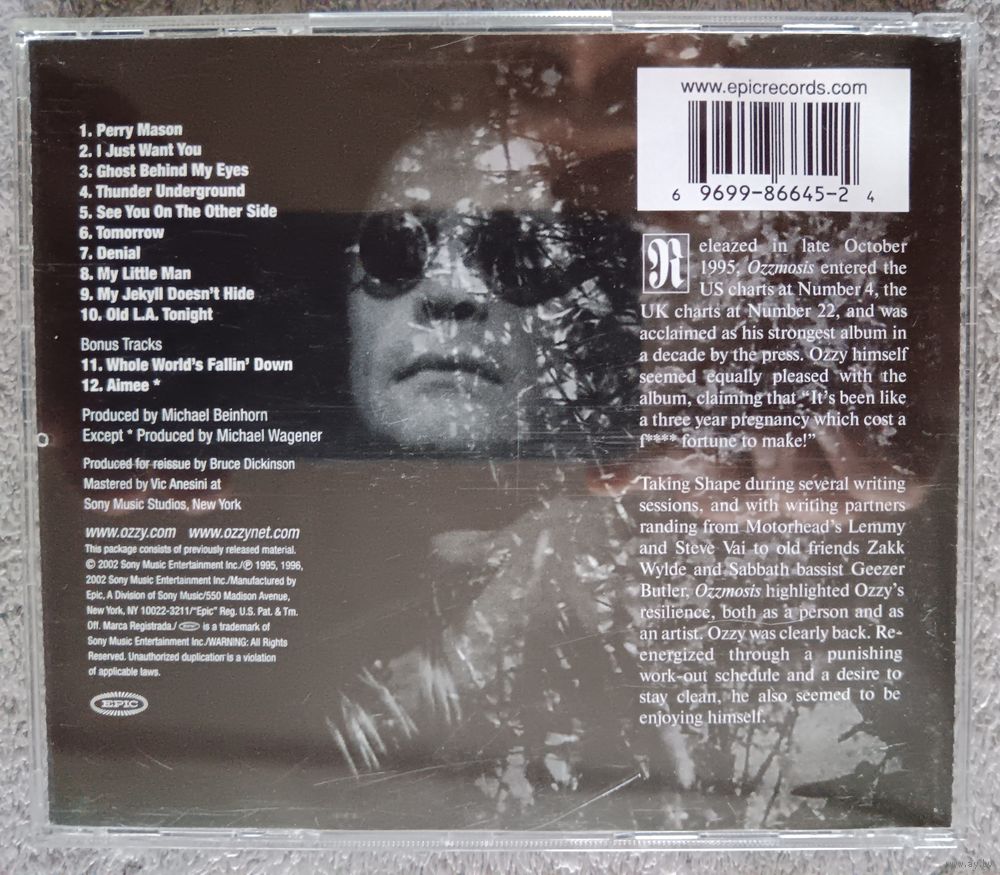 1. Perry Mason
2. I Just Want You
3. Ghost Behind My Eyes
4. Thunder Underground
5. See You On The Other Side
6. Tomorrow
7. Denial
8. My Little Man
9. My Jekyll Doesn't Hide
10. Old L.A. Tonight
Bonus Tracks
11. Whole World's Fallin' Down
12. Aimee *
Produced by Michael Beinhorn
Except * Produced by Michael Wagener
Produced for reissue by Bruce Dickinson
Mastered by Vic Anesini at
Sony Music Studios, New York
www.ozzy.com www.ozzynet.com
This package consists of previously released material.
© 2002 Sony Music Entertainment Inc./℗ 1995, 1996,
2002 Sony Music Entertainment Inc./Manufactured by
Epic, A Division of Sony Music/550 Madison Avenue,
New York, NY 10022-3211/"Epic" Reg. U.S. Pat. & Tm.
Off. Marca Registrada./ EPIC is a trademark of
Sony Music Entertainment Inc./WARNING: All Rights
Reserved. Unauthorized duplication is a violation
of applicable laws.
EPIC
www.epicrecords.com
6 9699-86645-2 4
Releazed in late October
1995; Ozzmosis entered the
US charts at Number 4, the
UK charts at Number 22, and was
acclaimed as his strongest album in
a decade by the press. Ozzy himself
seemed equally pleased with the
album, claiming that "It's been like
a three year pregnancy which cost a
f**** fortune to make!"
Taking Shape during several writing
sessions, and with writing partners
randing from Motorhead's Lemmy
and Steve Vai to old friends Zakk
Wylde and Sabbath bassist Geezer
Butler, Ozzmosis highlighted Ozzy's
resilience, both as a person and as
an artist. Ozzy was clearly back. Re-
energized through a punishing
work-out schedule and a desire to
stay clean, he also seemed to be
enjoying himself.
www.ay.by